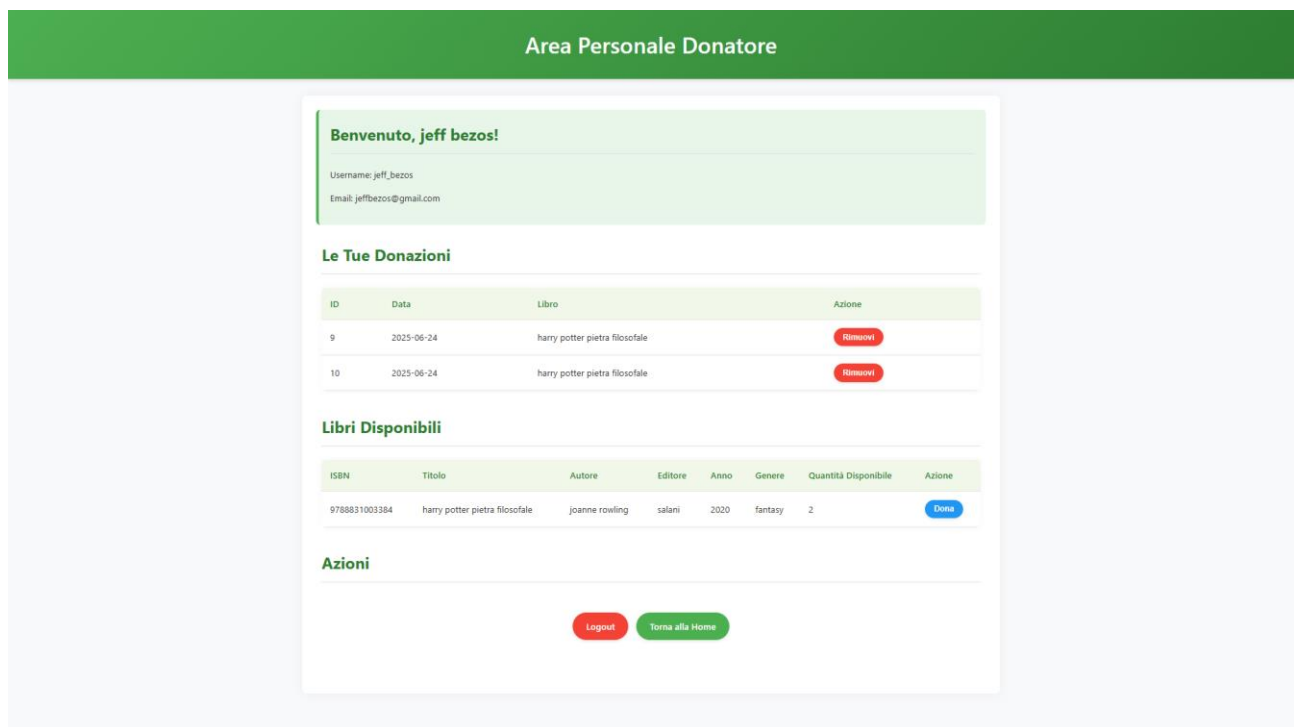 Area Personale Donatore
Benvenuto, jeff bezos!
Username: jeff_bezos
Email: jeffbezos@gmail.com
Le Tue Donazioni
ID Data Libro Azione
9 2025-06-24 harry potter pietra filosofale Rimuovi
10 2025-06-24 harry potter pietra filosofale Rimuovi
Libri Disponibili
ISBN Titolo Autore Editore Anno Genere Quantità Disponibile Azione
9788831003384 harry potter pietra filosofale joanne rowling salani 2020 fantasy 2 Dona
Azioni
Logout Torna alla Home